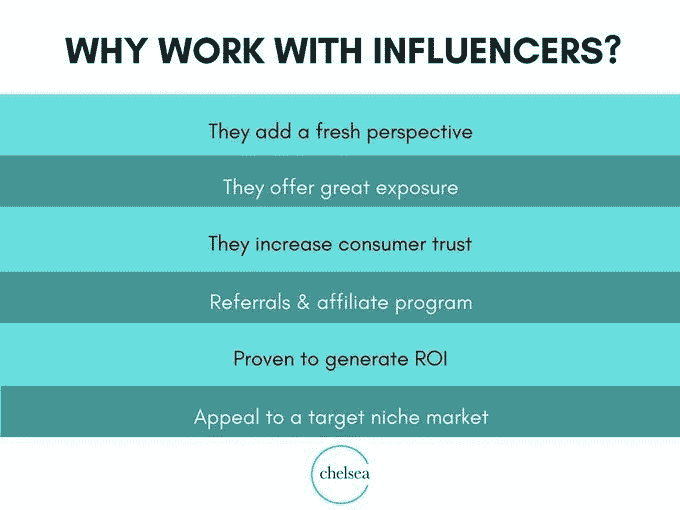 WHY WORK WITH INFLUENCERS?
They add a fresh perspective
They offer great exposure
They increase consumer trust
Referrals & affiliate program
Proven to generate ROI
Appeal to a target niche market
chelsea